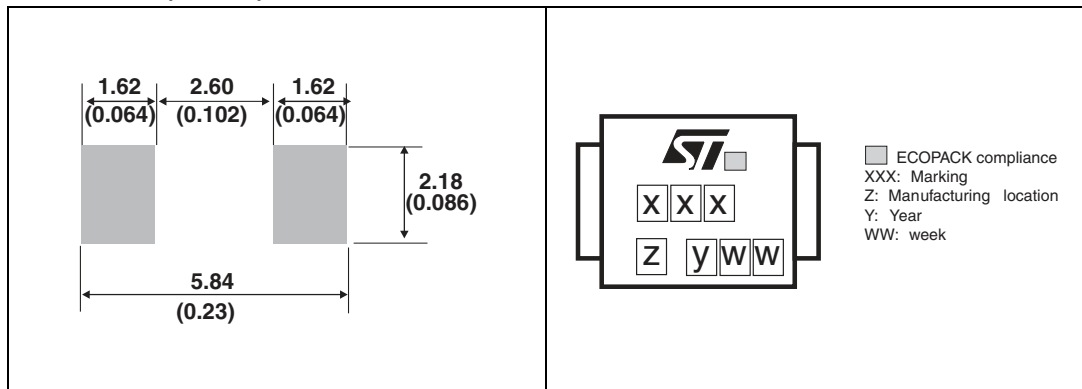 1.62 2.60 1.62
(0.064) (0.102) (0.064)
2.18
(0.086)
5.84
(0.23)
ST
x x x
z y w w
ECOPACK compliance
XXX: Marking
Z: Manufacturing location
Y: Year
WW: week